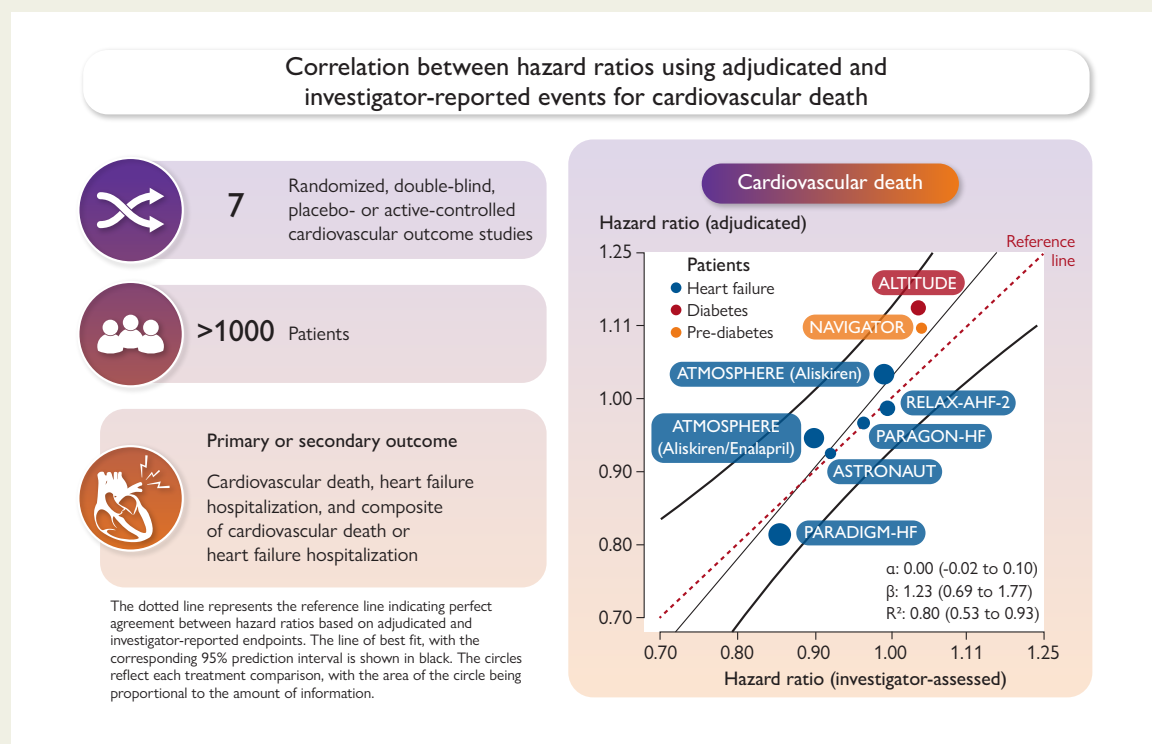 Correlation between hazard ratios using adjudicated and
investigator-reported events for cardiovascular death
7
Randomized, double-blind,
placebo- or active-controlled
cardiovascular outcome studies
>1000 Patients
Primary or secondary outcome
Cardiovascular death, heart failure
hospitalization, and composite
of cardiovascular death or
heart failure hospitalization
The dotted line represents the reference line indicating perfect
agreement between hazard ratios based on adjudicated and
investigator-reported endpoints. The line of best fit, with the
corresponding 95% prediction interval is shown in black. The circles
reflect each treatment comparison, with the area of the circle being
proportional to the amount of information.
Cardiovascular death
Hazard ratio (adjudicated)
Reference
line
1.25
1.11
1.00
0.90
0.80
0.70
Patients
Heart failure
Diabetes
Pre-diabetes
ALTITUDE
NAVIGATOR
ATMOSPHERE (Aliskiren)
RELAX-AHF-2
ATMOSPHERE
(Aliskiren/Enalapril)
PARAGON-HF
ASTRONAUT
PARADIGM-HF
α: 0.00 (-0.02 to 0.10)
β: 1.23 (0.69 to 1.77)
R²: 0.80 (0.53 to 0.93)
0.70 0.80 0.90 1.00 1.11 1.25
Hazard ratio (investigator-assessed)